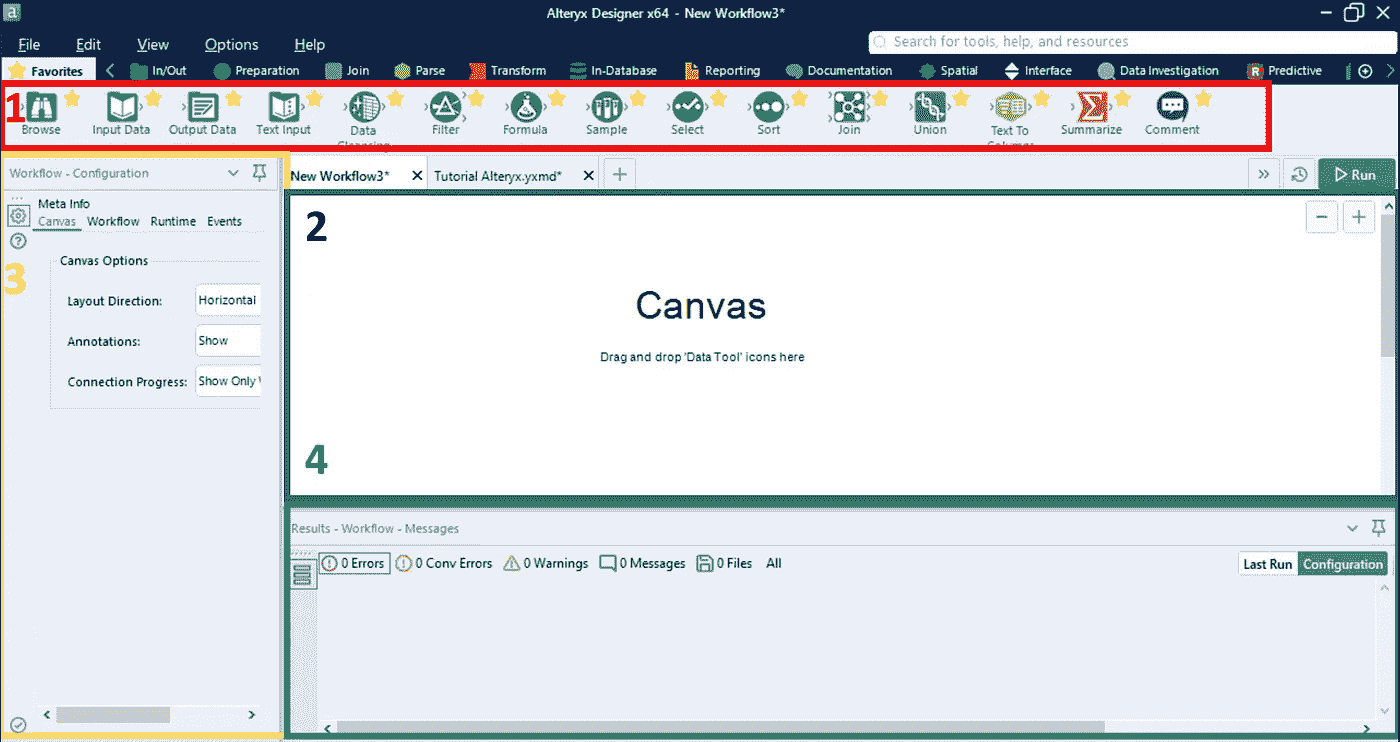 a Alteryx Designer x64 - New Workflow3*
File Edit View Options Help Search for tools, help, and resources
Favorites In/Out Preparation Join Parse Transform In-Database Reporting Documentation Spatial Interface Data Investigation R Predictive
1
Browse Input Data Output Data Text Input Data Filter Formula Sample Select Sort Join Union Text To Summarize Comment
Cleansing Columns
Workflow - Configuration
New Workflow3* Tutorial Alteryx.yxmd* Run
Meta Info
Canvas Workflow Runtime Events
2
3
Canvas Options
Layout Direction: Horizontal
Annotations: Show
Connection Progress: Show Only
Canvas
Drag and drop 'Data Tool' icons here
4
Results - Workflow - Messages
0 Errors 0 Conv Errors 0 Warnings 0 Messages 0 Files All Last Run Configuration